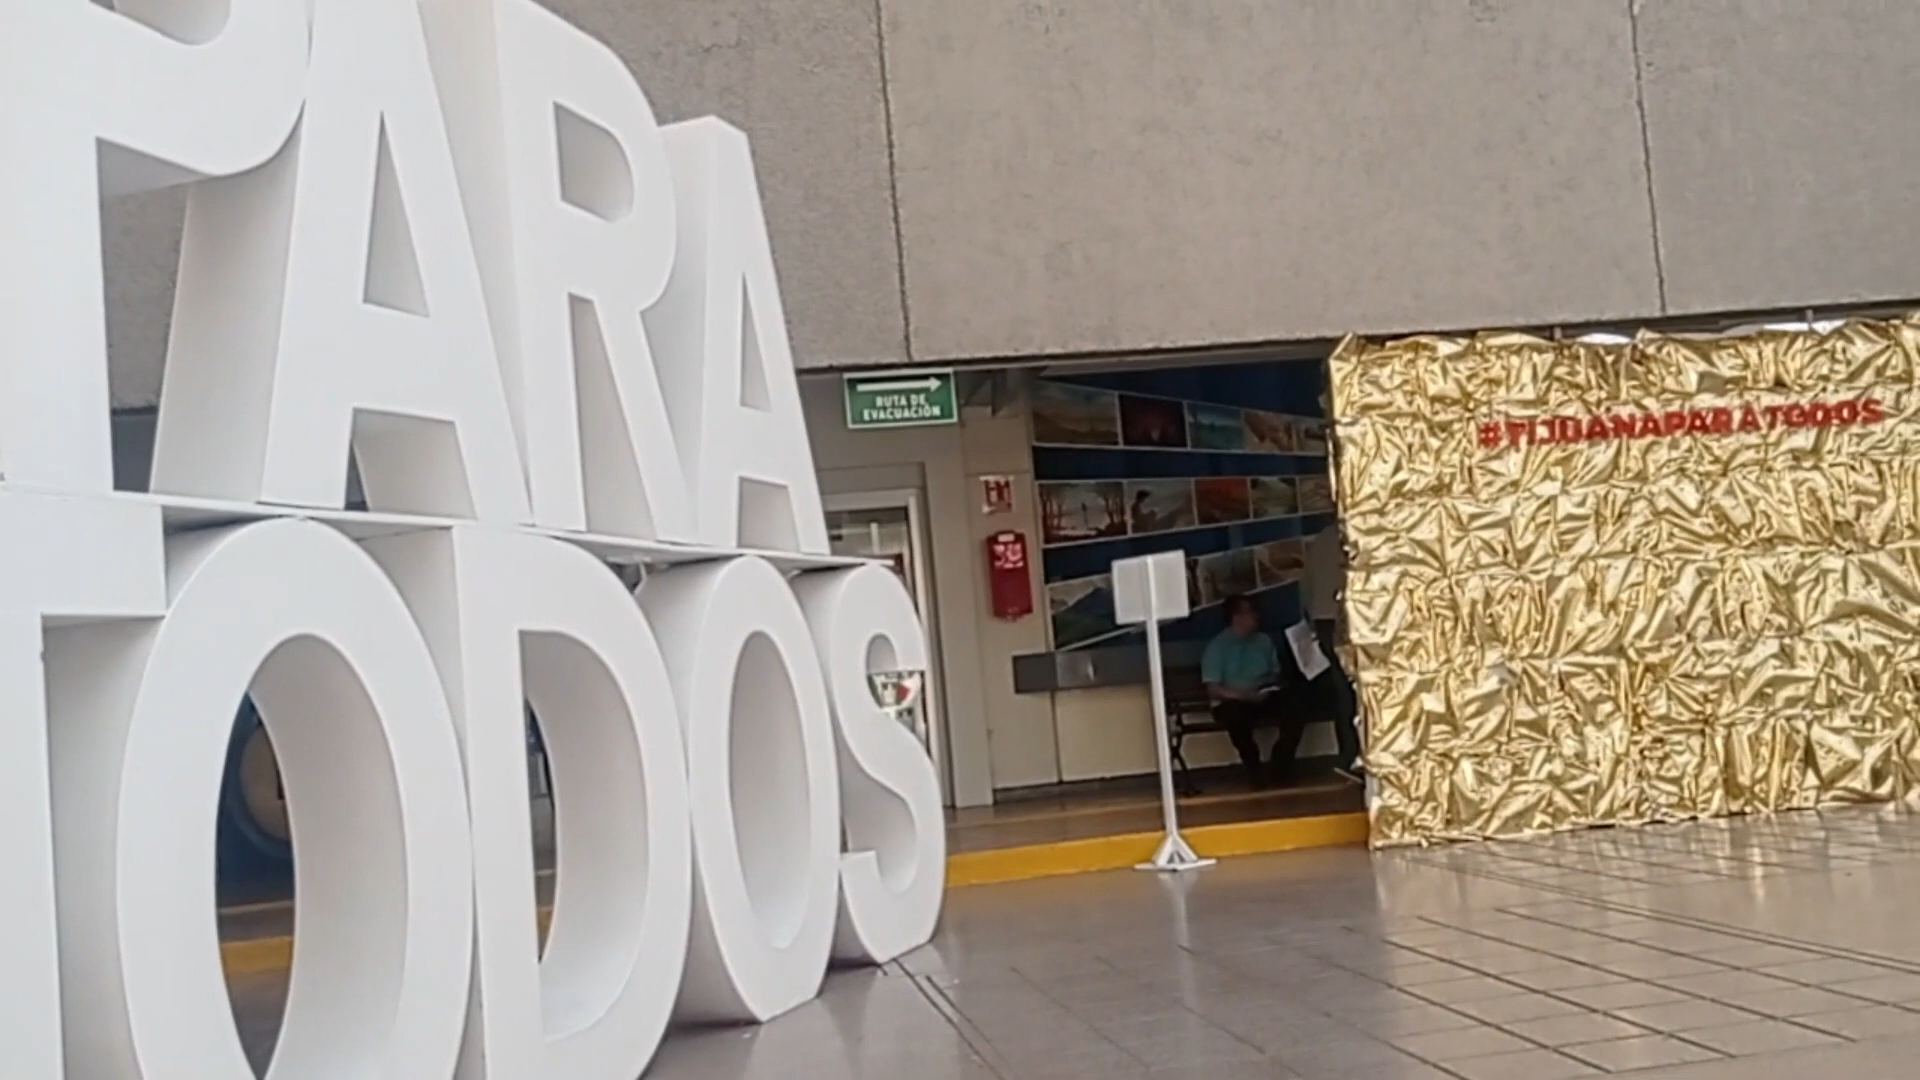 PARA
TODOS
RUTA DE
EVACUACIÓN
#TIJUANAPARATODOS